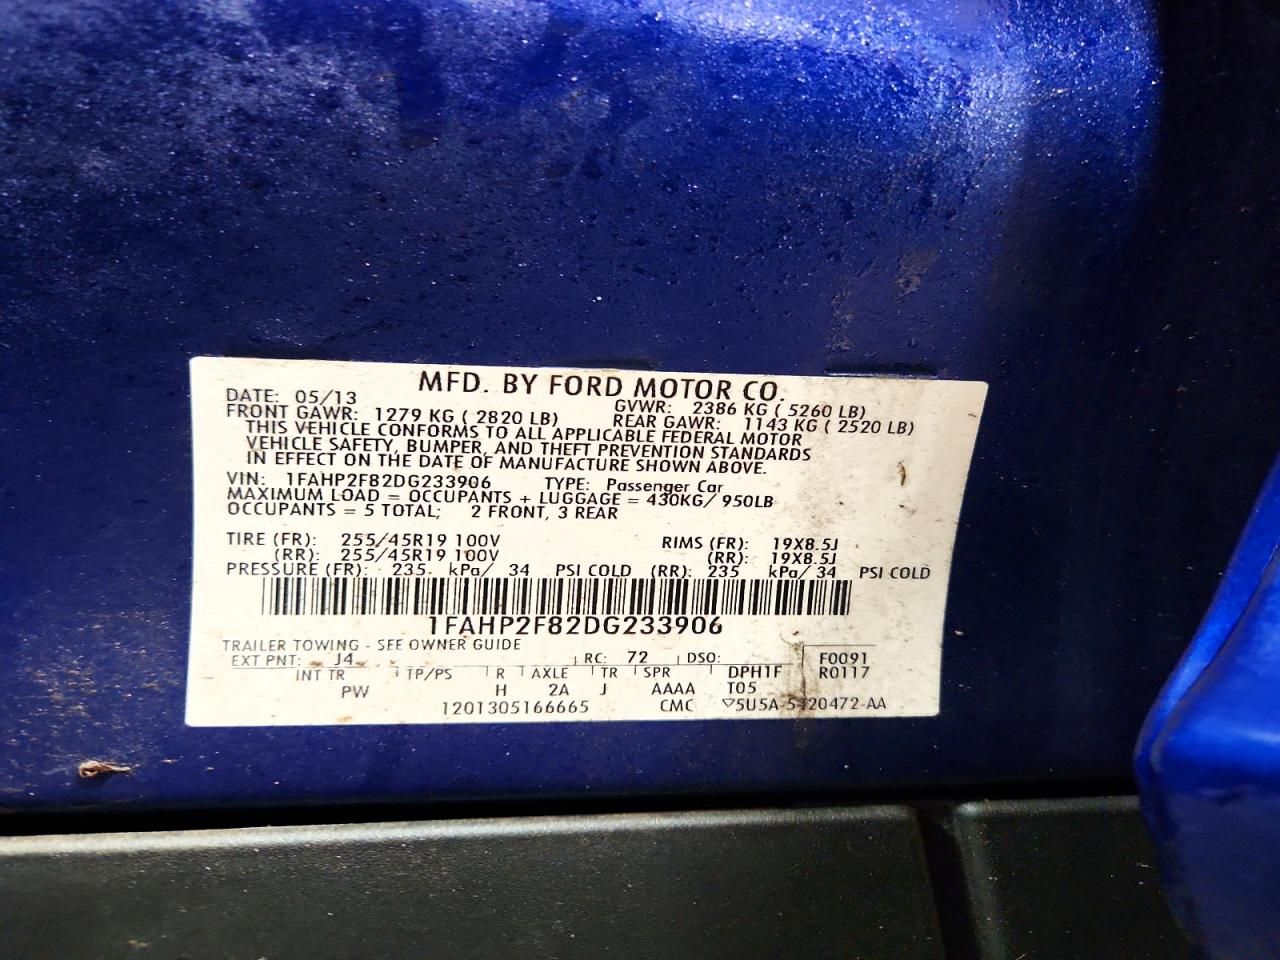 MFD. BY FORD MOTOR CO.
DATE: 05/13 GVWR: 2386 KG ( 5260 LB)
FRONT GAWR: 1279 KG ( 2820 LB) REAR GAWR: 1143 KG ( 2520 LB)
THIS VEHICLE CONFORMS TO ALL APPLICABLE FEDERAL MOTOR
VEHICLE SAFETY, BUMPER, AND THEFT PREVENTION STANDARDS
IN EFFECT ON THE DATE OF MANUFACTURE SHOWN ABOVE.
VIN: 1FAHP2F82DG233906 TYPE: Passenger Car
MAXIMUM LOAD = OCCUPANTS + LUGGAGE = 430KG/ 950LB
OCCUPANTS = 5 TOTAL; 2 FRONT, 3 REAR
TIRE (FR): 255/45R19 100V RIMS (FR): 19X8.5J
(RR): 255/45R19 100V (RR): 19X8.5J
PRESSURE (FR): 235 kPa/ 34 PSI COLD (RR): 235 kPa/ 34 PSI COLD
1FAHP2F82DG233906
TRAILER TOWING - SEE OWNER GUIDE
EXT PNT: J4 RC: 72 DSO: F0091
INT TR TP/PS R AXLE TR SPR DPH1F R0117
PW H 2A J AAAA T05
1201305166665 CMC ▽5U5A-5420472-AA